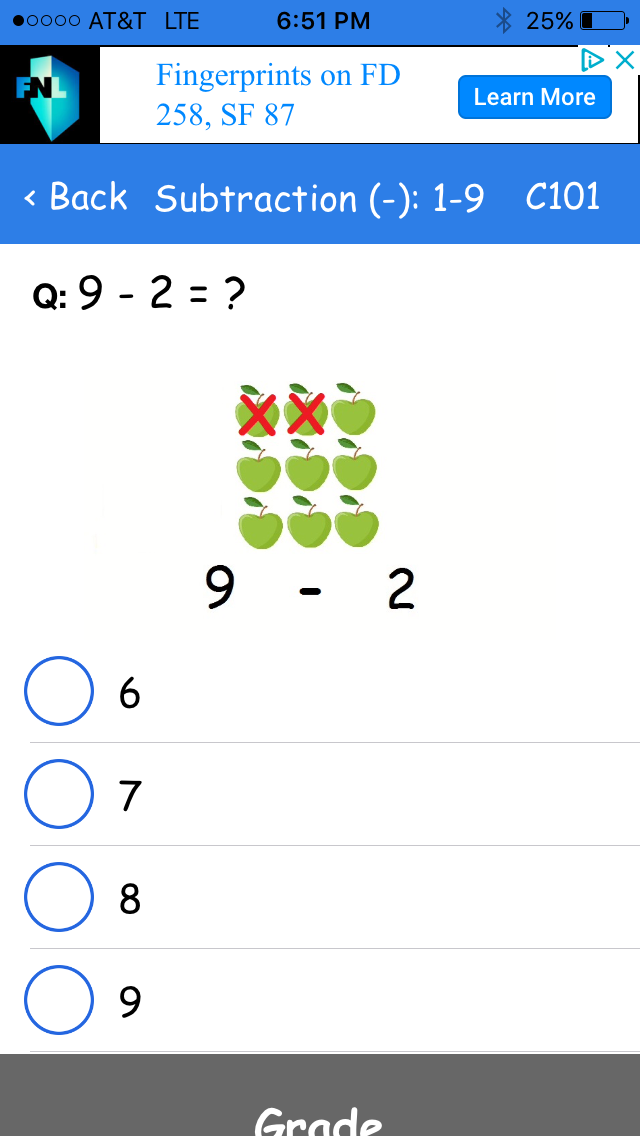 AT&T LTE 6:51 PM 25%
FNL
Fingerprints on FD
258, SF 87
Learn More
< Back Subtraction (-): 1-9 C101
Q: 9 - 2 = ?
9 - 2
6
7
8
9
Grade